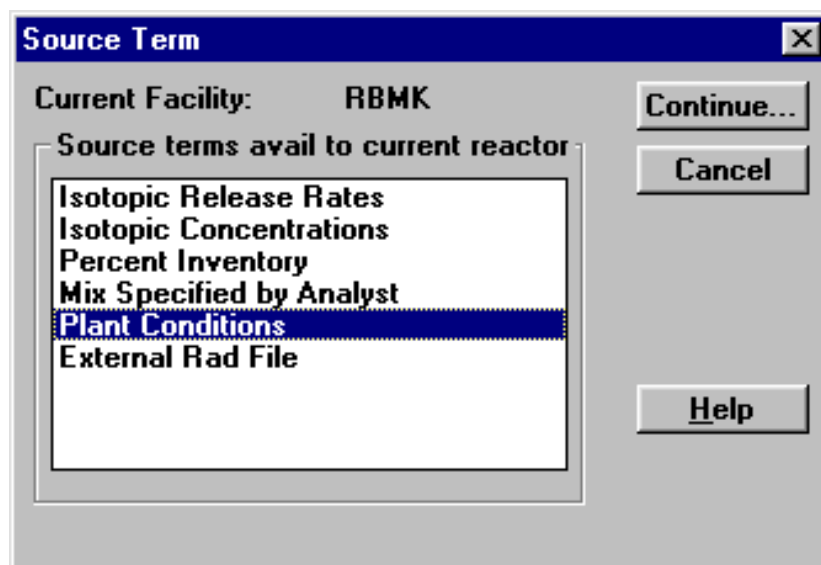 Source Term
Current Facility: RBMK
Continue...
Source terms avail to current reactor
Cancel
Isotopic Release Rates
Isotopic Concentrations
Percent Inventory
Mix Specified by Analyst
Plant Conditions
External Rad File
Help